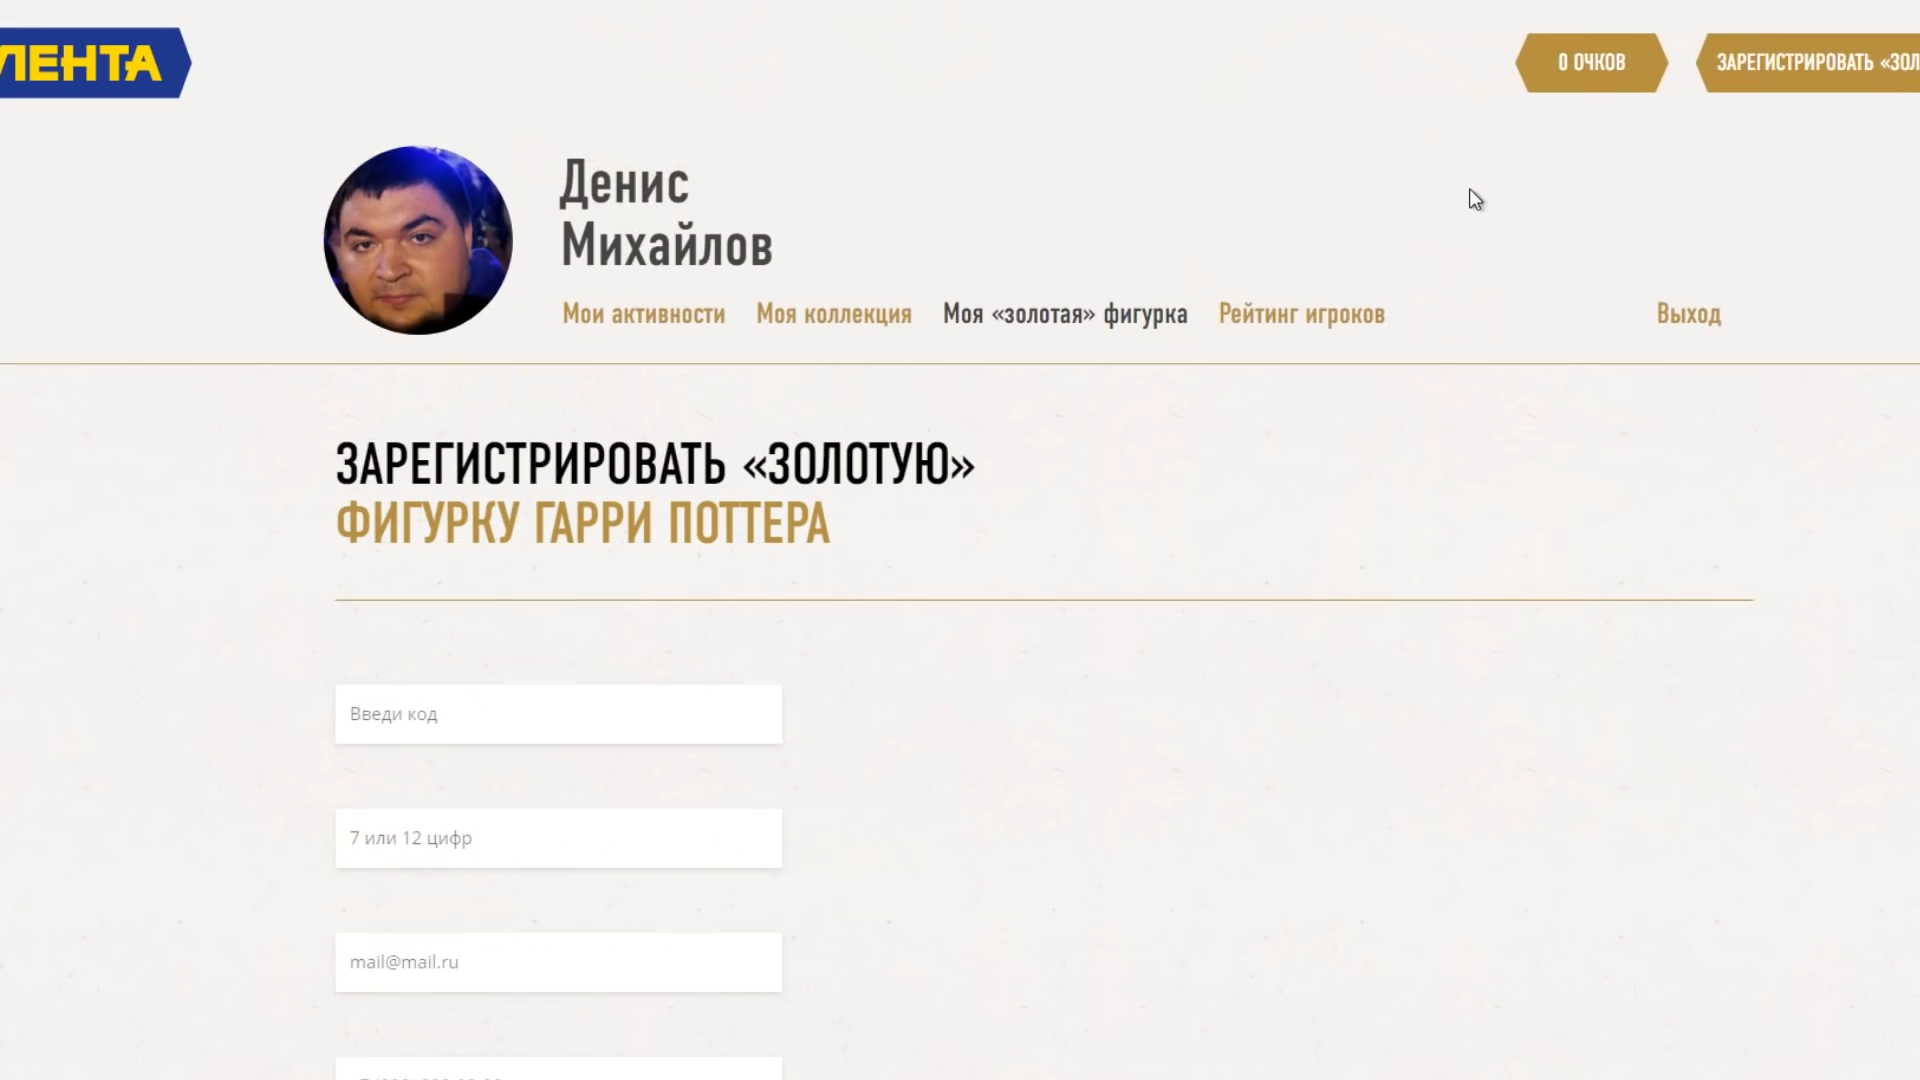 ЛЕНТА
0 ОЧКОВ
ЗАРЕГИСТРИРОВАТЬ «ЗОЛ
Денис
Михайлов
Мои активности
Моя коллекция
Моя «золотая» фигурка
Рейтинг игроков
Выход
ЗАРЕГИСТРИРОВАТЬ «ЗОЛОТУЮ»
ФИГУРКУ ГАРРИ ПОТТЕРА
Введи код
7 или 12 цифр
mail@mail.ru